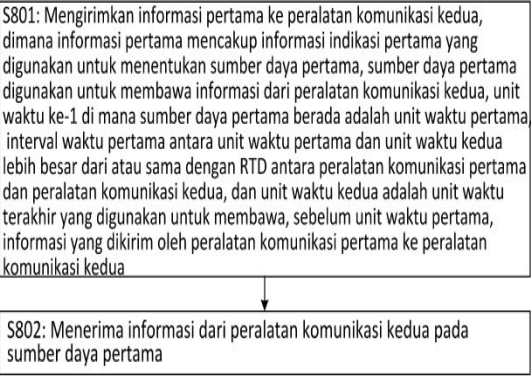 S801: Mengirimkan informasi pertama ke peralatan komunikasi kedua,
dimana informasi pertama mencakup informasi indikasi pertama yang
digunakan untuk menentukan sumber daya pertama, sumber daya pertama
digunakan untuk membawa informasi dari peralatan komunikasi kedua, unit
waktu ke-1 di mana sumber daya pertama berada adalah unit waktu pertama,
interval waktu pertama antara unit waktu pertama dan unit waktu kedua
lebih besar dari atau sama dengan RTD antara peralatan komunikasi pertama
dan peralatan komunikasi kedua, dan unit waktu kedua adalah unit waktu
terakhir yang digunakan untuk membawa, sebelum unit waktu pertama,
informasi yang dikirim oleh peralatan komunikasi pertama ke peralatan
komunikasi kedua
S802: Menerima informasi dari peralatan komunikasi kedua pada
sumber daya pertama